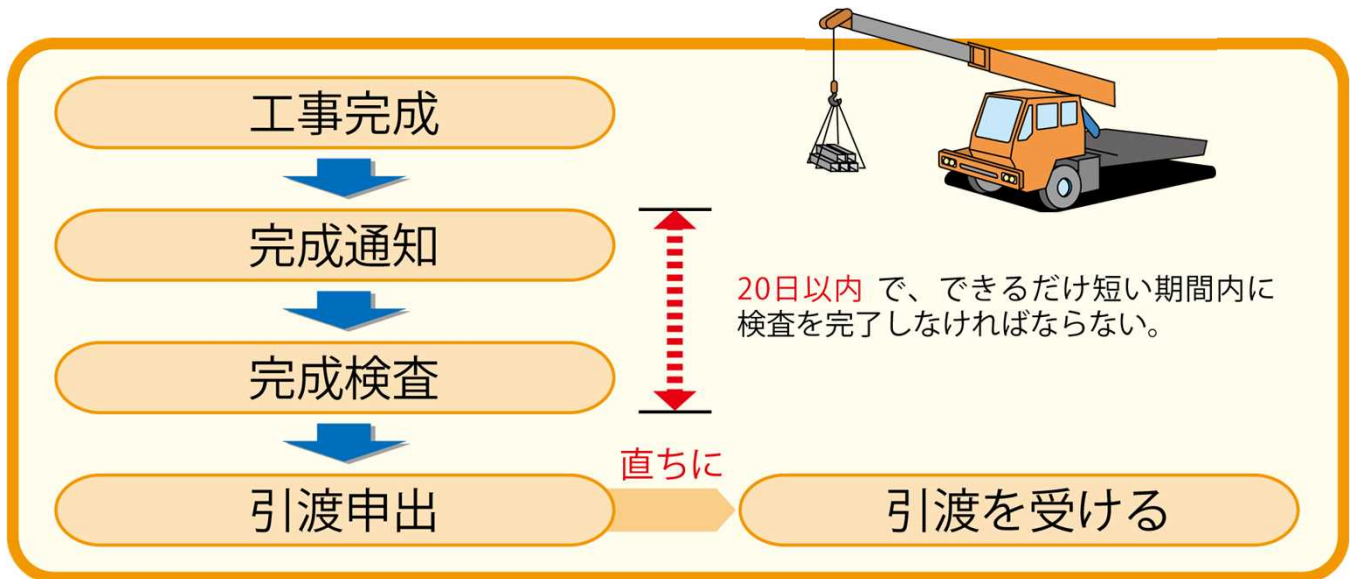 工事完成
完成通知
20日以内 で、できるだけ短い期間内に
検査を完了しなければならない。
完成検査
直ちに
引渡申出
引渡を受ける